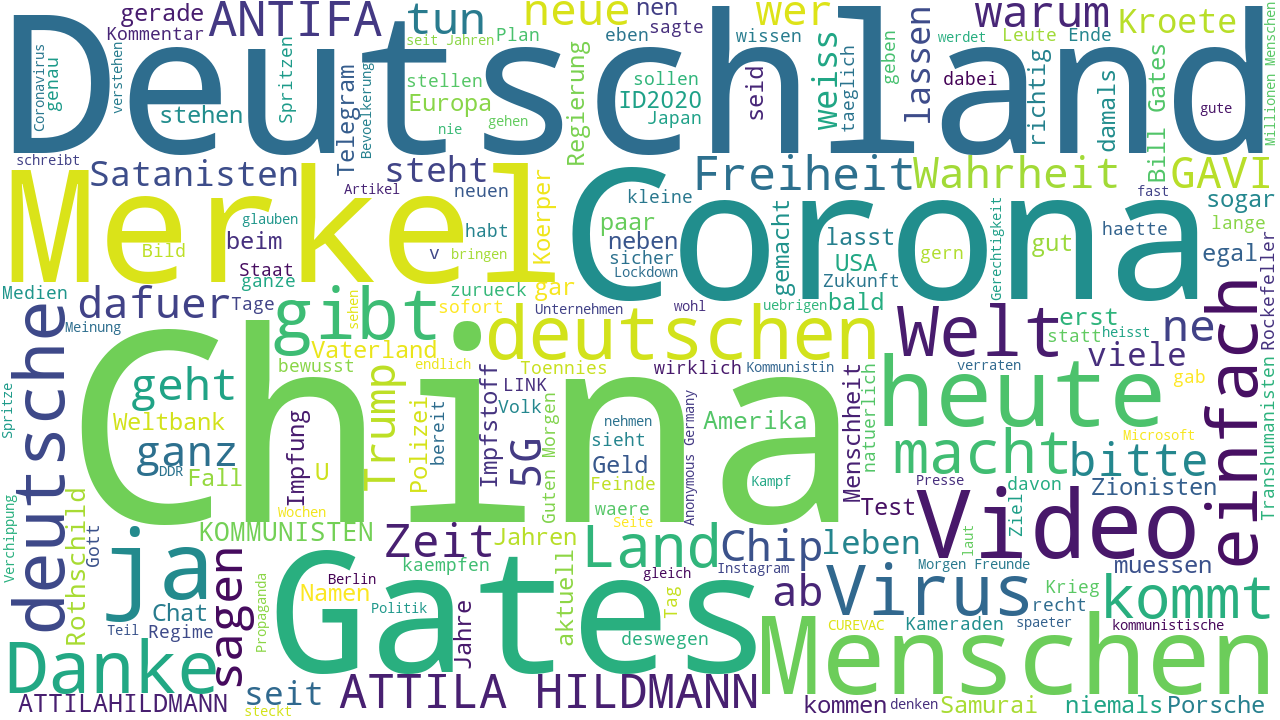 Deutschland
ANTIFA
gerade
Kommentar
tun
seit Jahren
Plan
neue
nen
eben
sagte
wer
wissen
warum
werdet
Leute
Ende
Kroete
Coronavirus
genau
verstehen
stehen
Spritzen
Telegram
Bevoelkerung
stellen
Europa
nie
gehen
Regierung
sollen
ID2020
Japan
seid
weiss
taeglich
geben
lassen
dabei
richtig
damals
Bill Gates
gute
Millionen Menschen
schreibt
Satanisten
steht
Artikel
neuen
Merkel
glauben
Bild
beim
Staat
ganze
habt
v
bringen
Koerper
Corona
kleine
paar
neben
sicher
Lockdown
gemacht
Freiheit
Wahrheit
GAVI
lasst
USA
Zukunft
gern
Gerechtigkeit
gut
haette
fast
sogar
lange
egal
Rockefeller
Medien
dafuer
Tage
Meinung
zurueck
gar
sofort
Unternehmen
wohl
uebrigen
bald
sehen
gibt
deutschen
Welt
erst
statt
heisst
ne
viele
verraten
einfach
deutsche
Vaterland
bewusst
endlich
Toennies
wirklich
Kommunistin
China
geht
Weltbank
ganz
DDR
Fall
Impfung
U
Wochen
Trump
Polizei
bereit
Impfstoff
LINK
Volk
5G
Guten Morgen
nehmen
sieht
Geld
Feinde
waere
Seite
Anonymous Germany
Amerika
Kampf
Menschheit
natuerlich
heute
gab
macht
bitte
Microsoft
Transhumanisten
Spritze
Verchippung
Rothschild
Gott
KOMMUNISTEN
Zeit
Jahren
Land
Chip
leben
Test
Presse
Video
laut
Ziel
davon
Zionisten
muessen
ja
Chat
Regime
Teil
sagen
Propaganda
Gates
Berlin
Namen
Politik
kaempfen
Jahre
aktuell
gleich
Tag
deswegen
Instagram
ab
Virus
Morgen
Freunde
Krieg
recht
spaeter
kommt
kommunistische
CUREVAC
Kameraden
Danke
ATTILAHILDMANN
seit
steckt
ATTILA HILDMANN
Menschen
kommen
denken
Samurai
niemals
Porsche